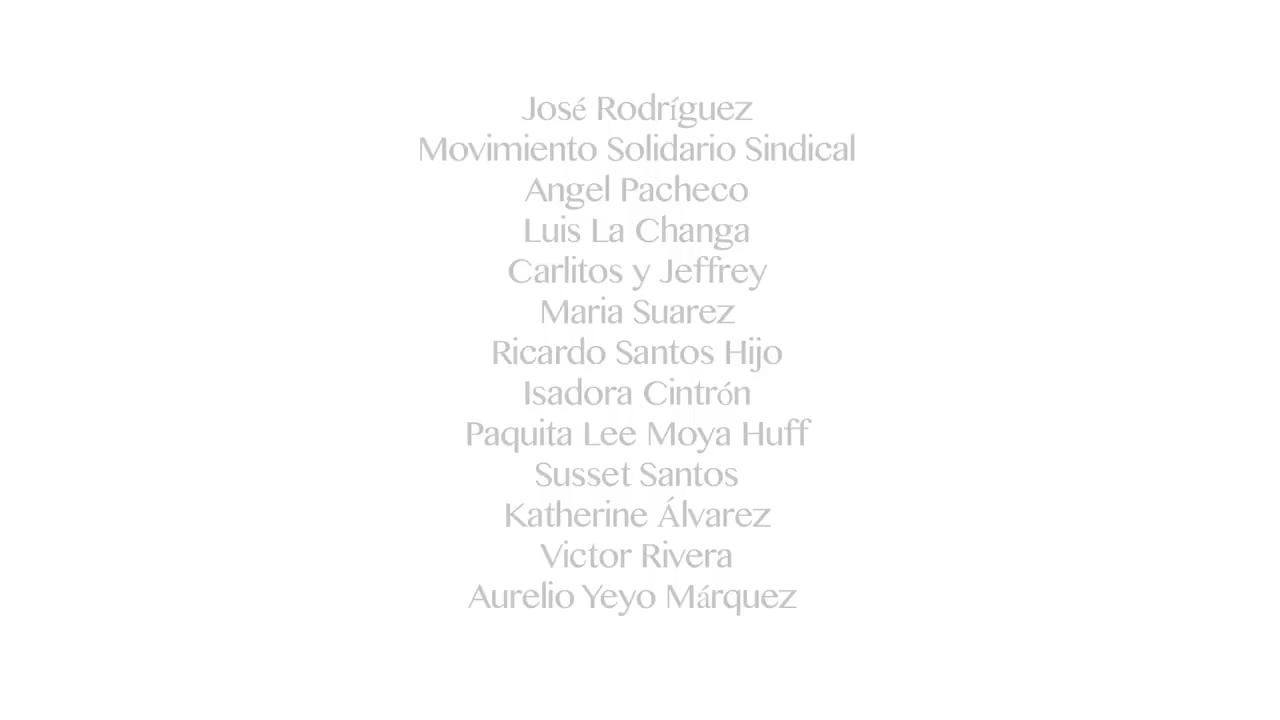 José Rodríguez
Movimiento Solidario Sindical
Angel Pacheco
Luis La Changa
Carlitos y Jeffrey
Maria Suarez
Ricardo Santos Hijo
Isadora Cintrón
Paquita Lee Moya Huff
Susset Santos
Katherine Álvarez
Victor Rivera
Aurelio Yeyo Márquez